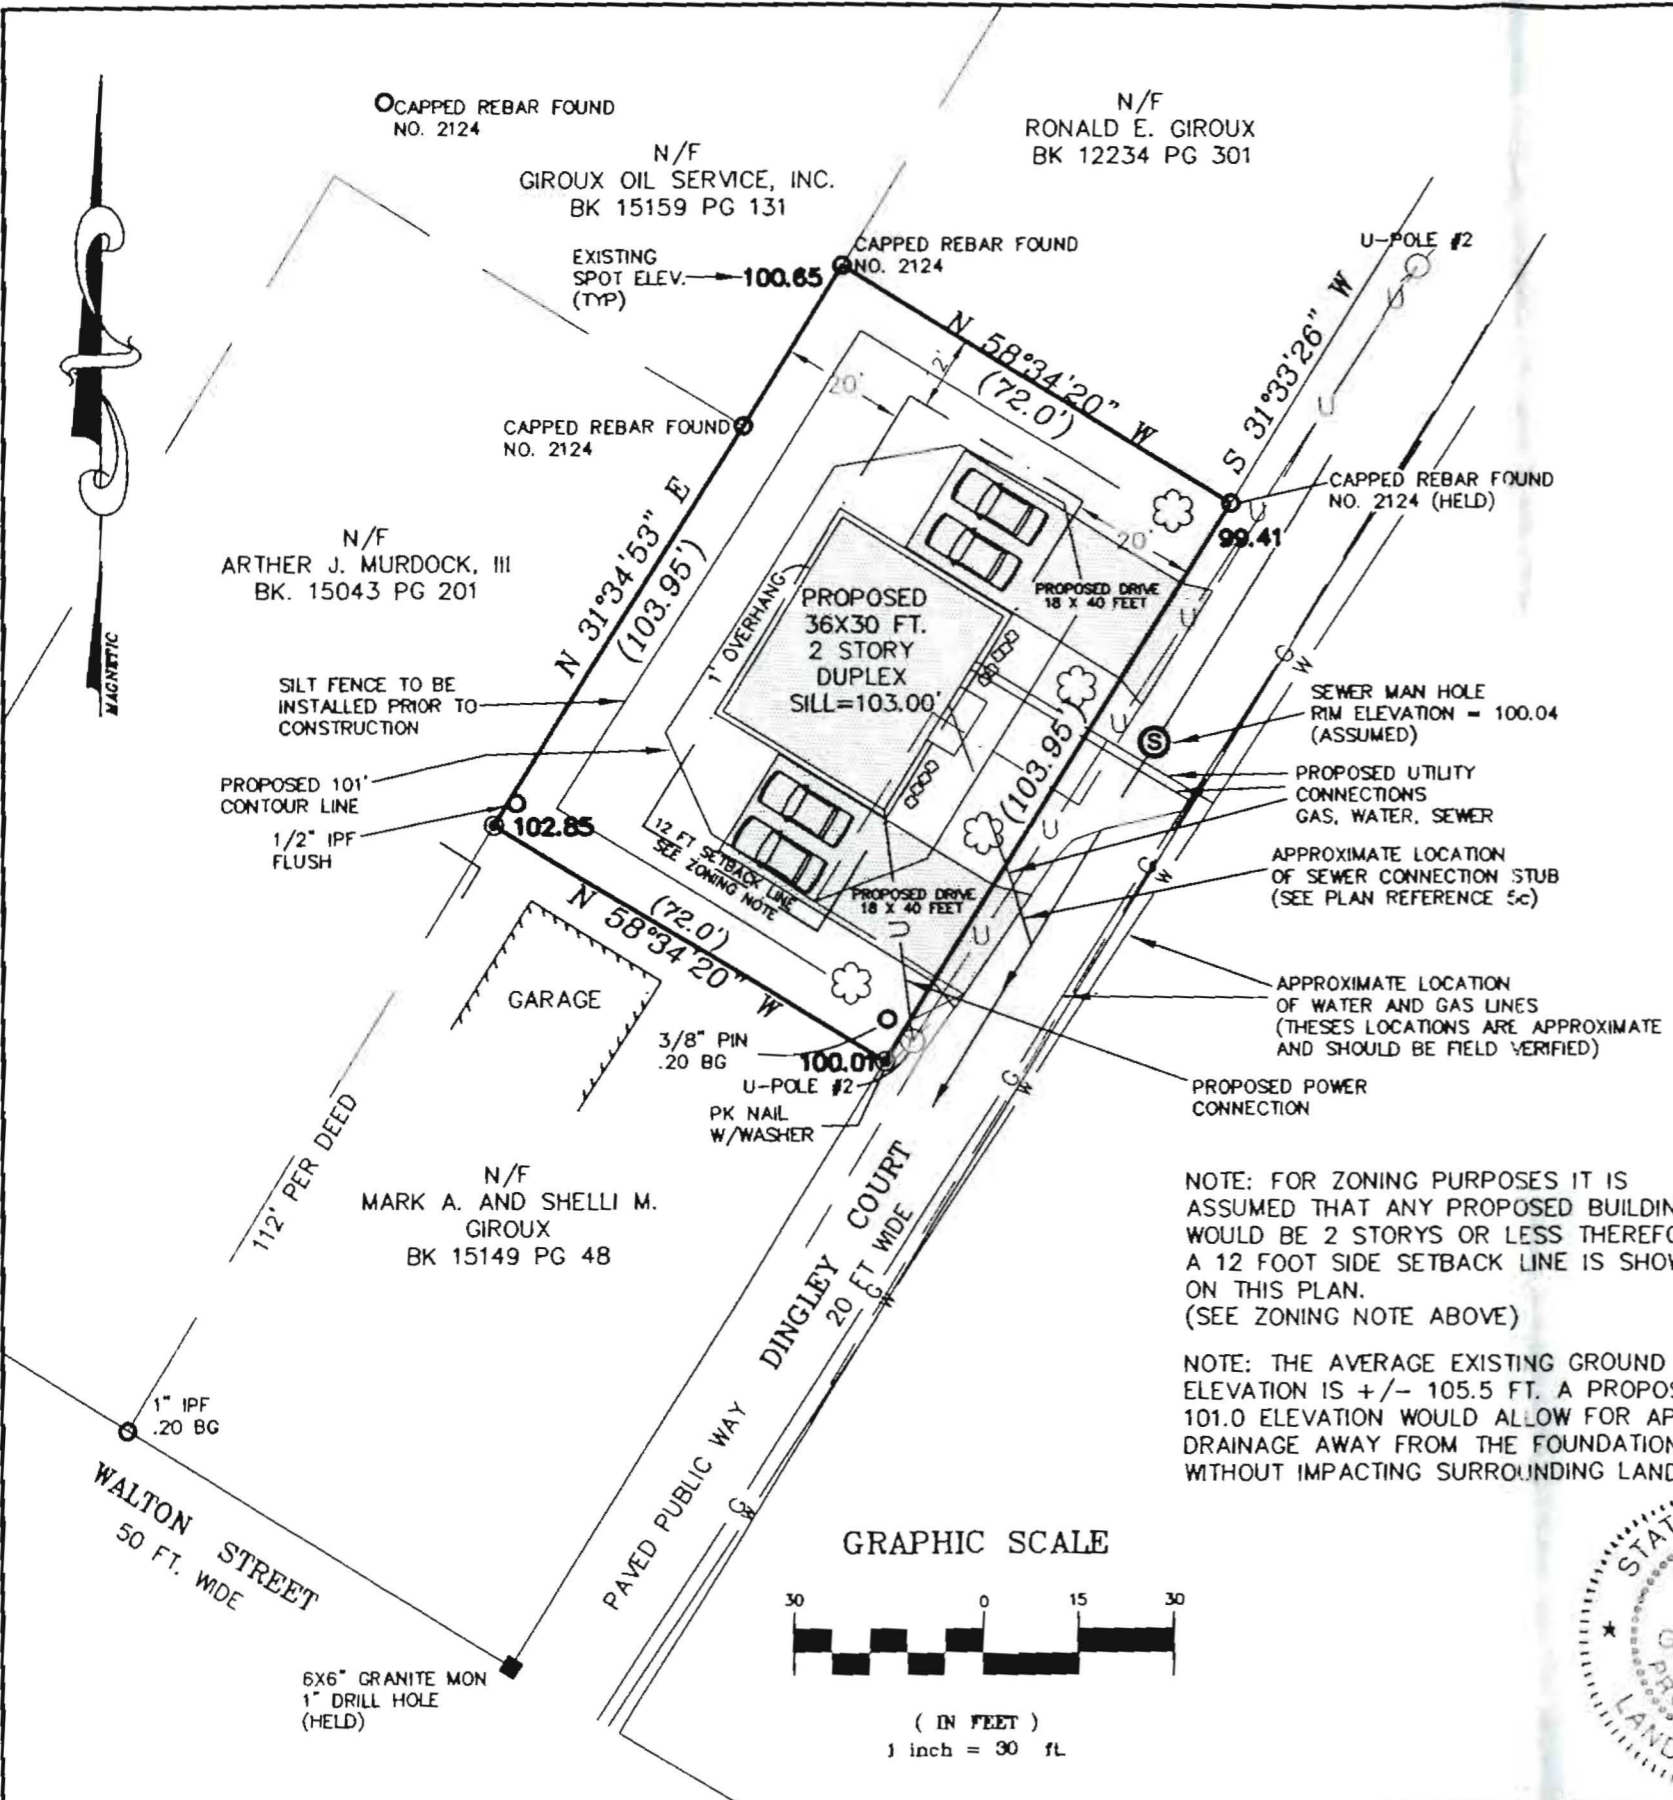 CAPPED REBAR FOUND
NO. 2124
N/F
GIROUX OIL SERVICE, INC.
BK 15159 PG 131
N/F
RONALD E. GIROUX
BK 12234 PG 301
EXISTING
SPOT ELEV.
(TYP)
100.65
CAPPED REBAR FOUND
NO. 2124
U-POLE #2
N 58°34'20" W
(72.0')
S 31°33'26" W
20'
CAPPED REBAR FOUND
NO. 2124
CAPPED REBAR FOUND
NO. 2124 (HELD)
99.41
20'
N/F
ARTHER J. MURDOCK, III
BK. 15043 PG 201
N 31°34'53" E
(103.95')
MAGNETIC
1' OVERHANG
PROPOSED
36X30 FT.
2 STORY
DUPLEX
SILL=103.00'
PROPOSED DRIVE
18 X 40 FEET
U
U
U
U
U
U
U
U
(103.95')
SILT FENCE TO BE
INSTALLED PRIOR TO
CONSTRUCTION
PROPOSED 101'
CONTOUR LINE
1/2" IPF
FLUSH
102.85
S
SEWER MAN HOLE
RIM ELEVATION = 100.04
(ASSUMED)
PROPOSED UTILITY
CONNECTIONS
GAS, WATER, SEWER
APPROXIMATE LOCATION
OF SEWER CONNECTION STUB
(SEE PLAN REFERENCE 5c)
12 FT SETBACK LINE
SEE ZONING NOTE
PROPOSED DRIVE
18 X 40 FEET
(72.0')
N 58°34'20" W
GARAGE
APPROXIMATE LOCATION
OF WATER AND GAS LINES
(THESES LOCATIONS ARE APPROXIMATE
AND SHOULD BE FIELD VERIFIED)
3/8" PIN
.20 BG
100.01
U-POLE #2
PK NAIL
W/WASHER
PROPOSED POWER
CONNECTION
G
W
G
W
G
W
G
W
G
W
112' PER DEED
N/F
MARK A. AND SHELLI M.
GIROUX
BK 15149 PG 48
DINGLEY COURT
20 FT WIDE
PAVED PUBLIC WAY
NOTE: FOR ZONING PURPOSES IT IS
ASSUMED THAT ANY PROPOSED BUILDIN
WOULD BE 2 STORYS OR LESS THEREFO
A 12 FOOT SIDE SETBACK LINE IS SHOW
ON THIS PLAN.
(SEE ZONING NOTE ABOVE)
NOTE: THE AVERAGE EXISTING GROUND
ELEVATION IS +/- 105.5 FT. A PROPOS
101.0 ELEVATION WOULD ALLOW FOR AP
DRAINAGE AWAY FROM THE FOUNDATION
WITHOUT IMPACTING SURROUNDING LAND
1" IPF
.20 BG
WALTON STREET
50 FT. WIDE
6X6" GRANITE MON
1" DRILL HOLE
(HELD)
GRAPHIC SCALE
30 0 15 30
( IN FEET )
1 inch = 30 ft.
STAT
LAND